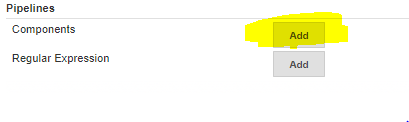 Pipelines
Components Add
Regular Expression Add